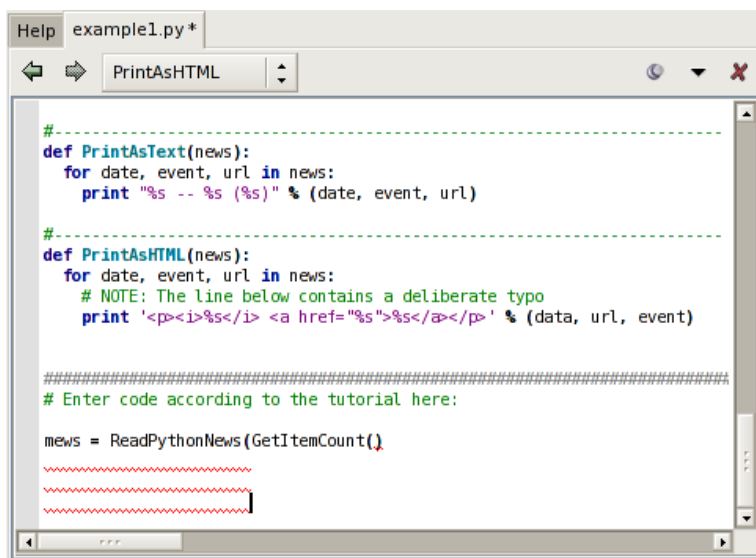 Help example1.py*
PrintAsHTML
#-----------------------------------------------------------------------
def PrintAsText(news):
  for date, event, url in news:
    print "%s -- %s (%s)" % (date, event, url)
#-----------------------------------------------------------------------
def PrintAsHTML(news):
  for date, event, url in news:
    # NOTE: The line below contains a deliberate typo
    print '<p><i>%s</i> <a href="%s">%s</a></p>' % (data, url, event)
########################################################################
# Enter code according to the tutorial here:
mews = ReadPythonNews(GetItemCount()